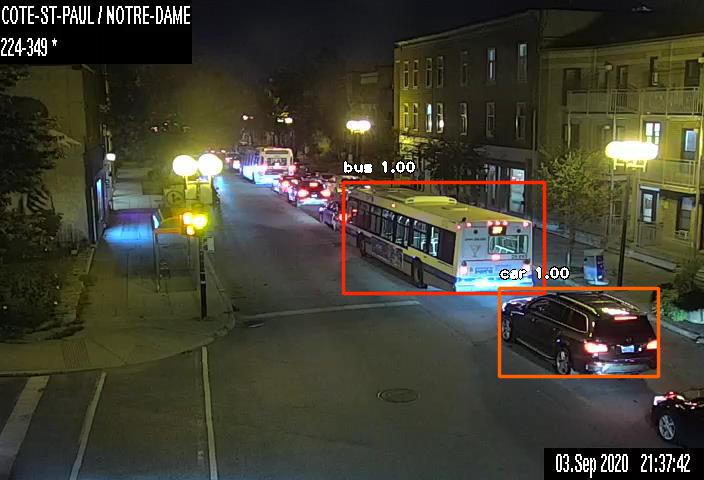 COTE-ST-PAUL / NOTRE-DAME
224-349 *
bus 1.00
car 1.00
03.Sep 2020 21:37:42